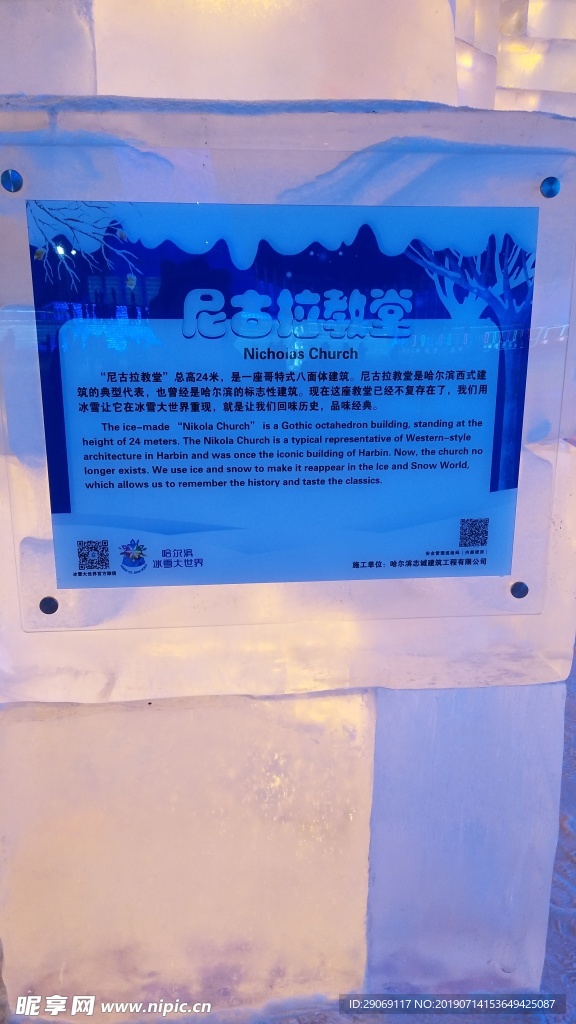 尼古拉教堂
Nicholas Church
“尼古拉教堂”总高24米，是一座哥特式八面体建筑。尼古拉教堂是哈尔滨西式建
筑的典型代表，也曾经是哈尔滨的标志性建筑。现在这座教堂已经不复存在了，我们用
冰雪让它在冰雪大世界重现，就是让我们回味历史，品味经典。
The ice-made “Nikola Church” is a Gothic octahedron building, standing at the
height of 24 meters. The Nikola Church is a typical representative of Western-style
architecture in Harbin and was once the iconic building of Harbin. Now, the church no
longer exists. We use ice and snow to make it reappear in the Ice and Snow World,
which allows us to remember the history and taste the classics.
哈尔滨
冰雪大世界
冰雪大世界官方微信
施工单位：哈尔滨志诚建筑工程有限公司
昵享网 www.nipic.cn
ID:29069117 NO:20190714153649425087